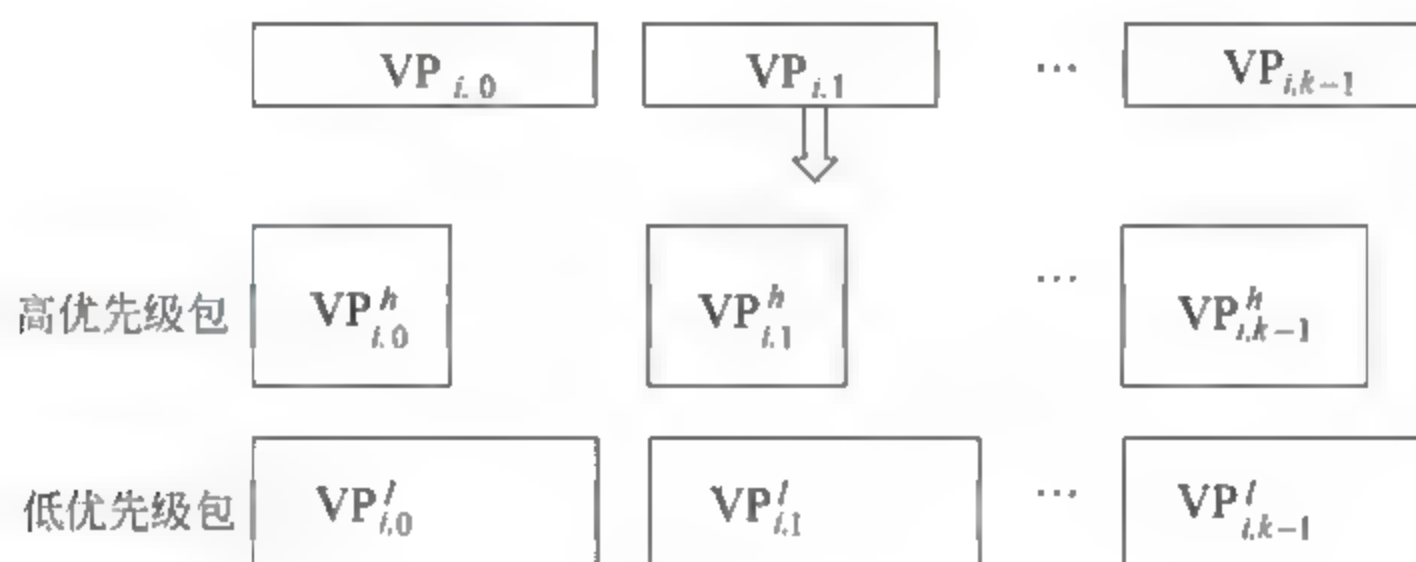 VP_{i,0} VP_{i,1} … VP_{i,k−1}
高优先级包 VP^h_{i,0} VP^h_{i,1} … VP^h_{i,k−1}
低优先级包 VP^l_{i,0} VP^l_{i,1} … VP^l_{i,k−1}